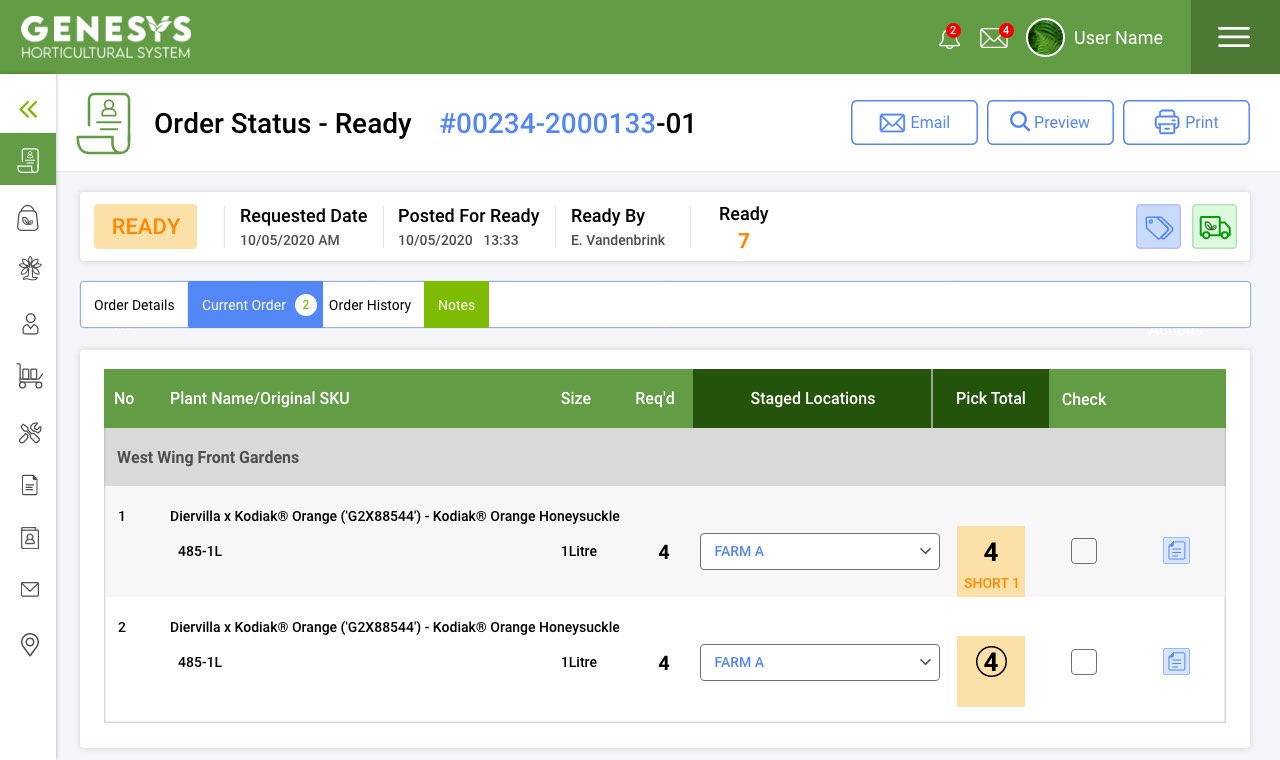 GENESYS
HORTICULTURAL SYSTEM
2
4
User Name
Order Status - Ready #00234-2000133-01
Email
Preview
Print
READY
Requested Date
10/05/2020 AM
Posted For Ready
10/05/2020 13:33
Ready By
E. Vandenbrink
Ready
7
Order Details
Current Order 2
Order History
Notes
Actions
No Plant Name/Original SKU Size Req'd Staged Locations Pick Total Check
West Wing Front Gardens
1 Diervilla x Kodiak® Orange ('G2X88544') - Kodiak® Orange Honeysuckle
485-1L 1Litre 4 FARM A 4
SHORT 1
2 Diervilla x Kodiak® Orange ('G2X88544') - Kodiak® Orange Honeysuckle
485-1L 1Litre 4 FARM A 4